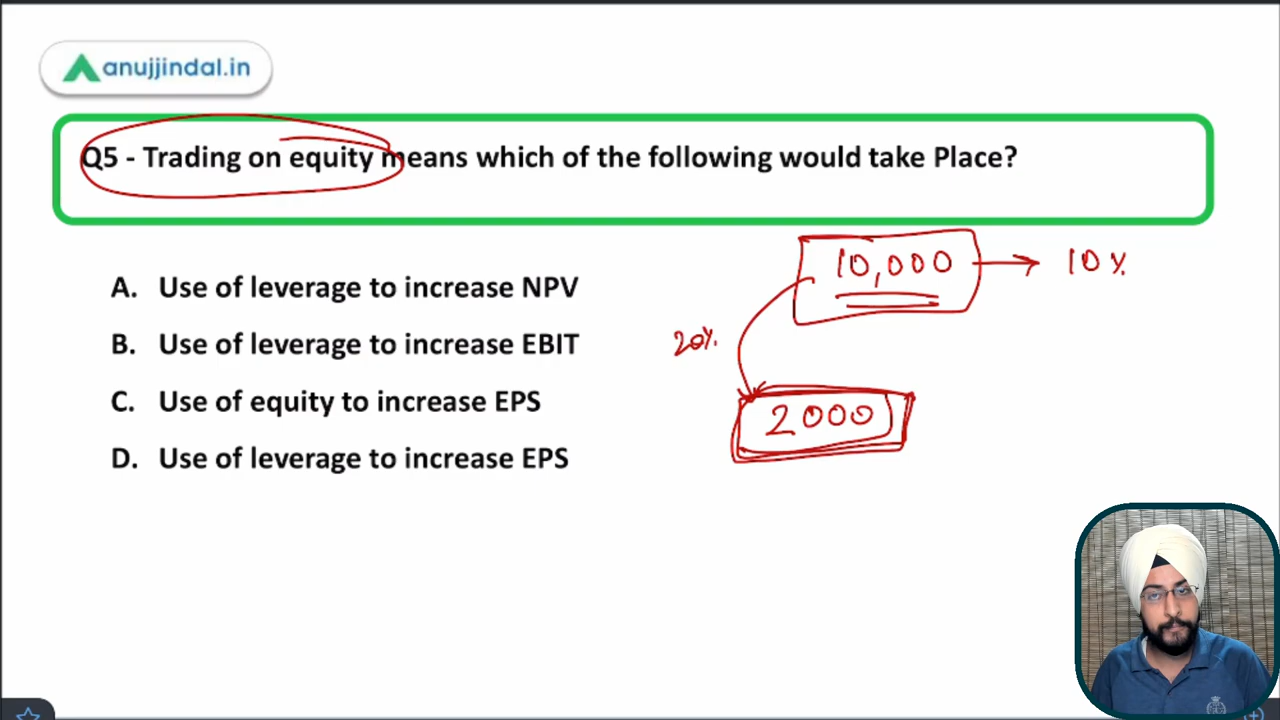 anujjindal.in
Q5 - Trading on equity means which of the following would take Place?
10,000 → 10%
A. Use of leverage to increase NPV
20%.
B. Use of leverage to increase EBIT
C. Use of equity to increase EPS
2000
D. Use of leverage to increase EPS